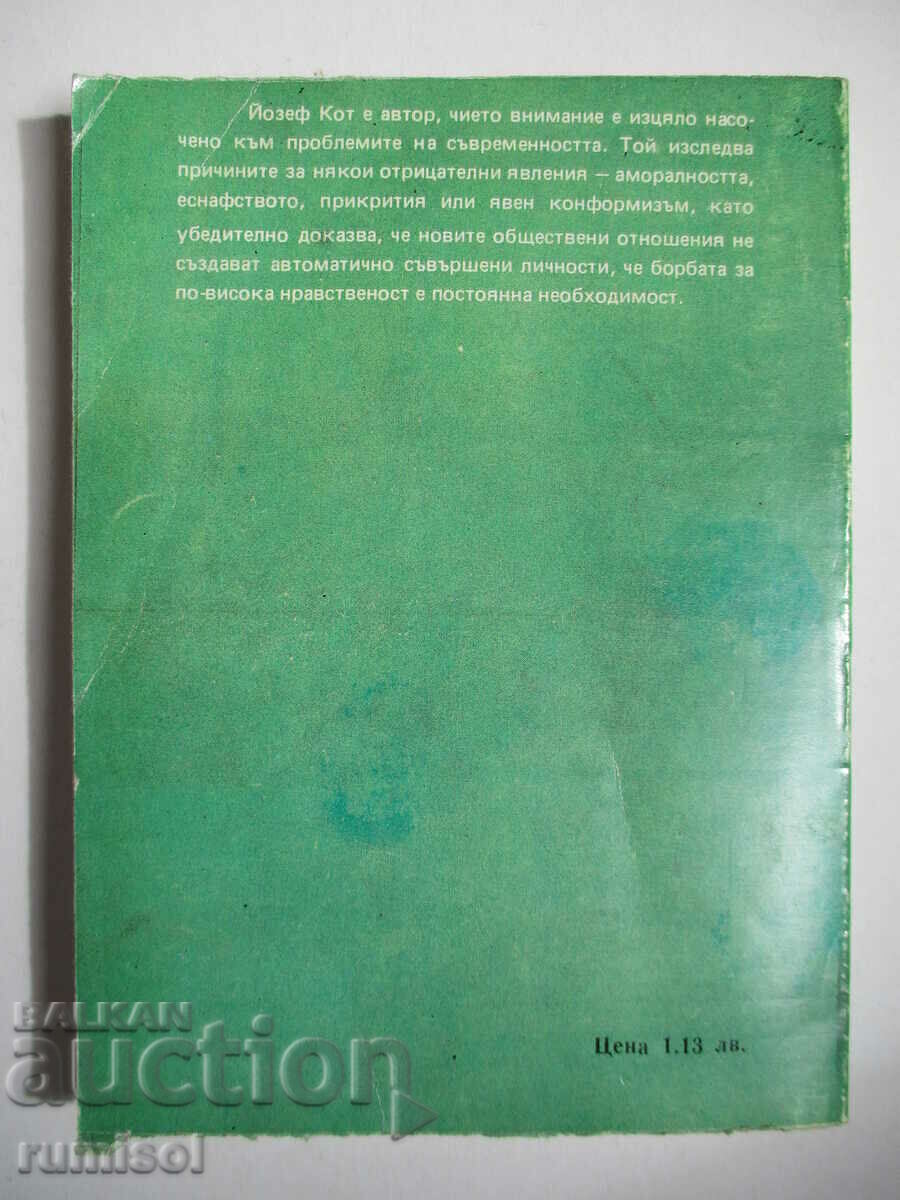 Йозеф Кот е автор, чието внимание е изцяло насо-
чено към проблемите на съвременността. Той изследва
причините за някои отрицателни явления — аморалността,
еснафството, прикрития или явен конформизъм, като
убедително доказва, че новите обществени отношения не
създават автоматично съвършени личности, че борбата за
по-висока нравственост е постоянна необходимост.
Цена 1.13 лв.
BALKAN
auction
rumisol